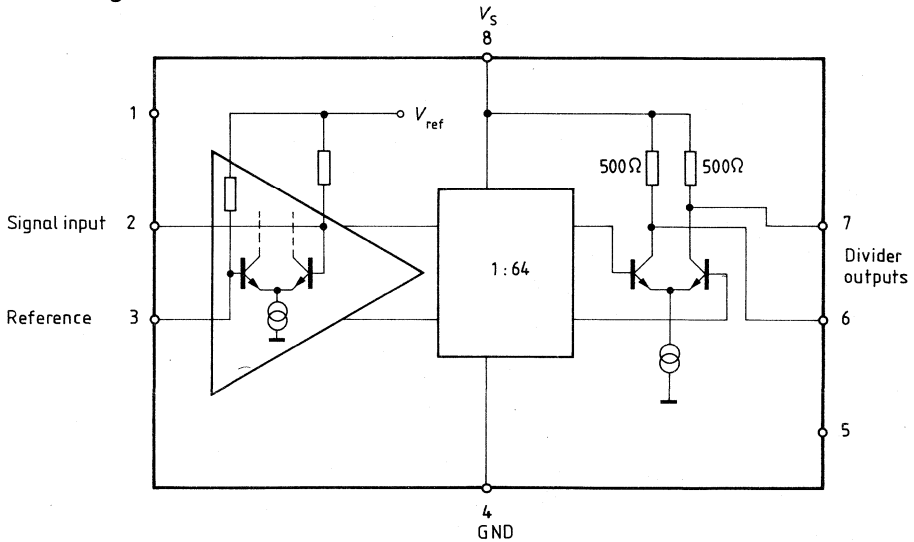 V_S
8
1
V_ref
500Ω 500Ω
Signal input 2
7
1:64
Divider
outputs
Reference 3
6
5
4
GND